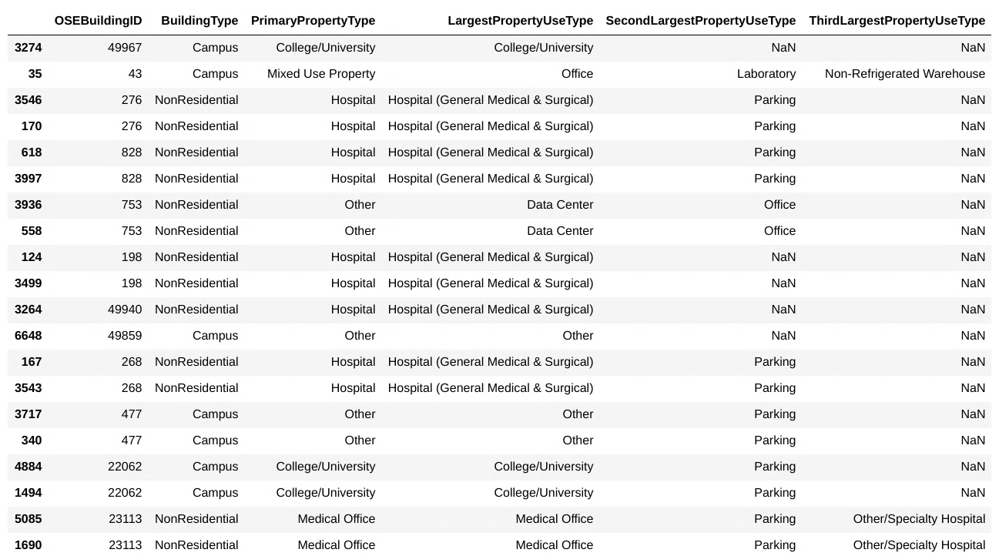 OSEBuildingID BuildingType PrimaryPropertyType LargestPropertyUseType SecondLargestPropertyUseType ThirdLargestPropertyUseType
3274 49967 Campus College/University College/University NaN NaN
35 43 Campus Mixed Use Property Office Laboratory Non-Refrigerated Warehouse
3546 276 NonResidential Hospital Hospital (General Medical & Surgical) Parking NaN
170 276 NonResidential Hospital Hospital (General Medical & Surgical) Parking NaN
618 828 NonResidential Hospital Hospital (General Medical & Surgical) Parking NaN
3997 828 NonResidential Hospital Hospital (General Medical & Surgical) Parking NaN
3936 753 NonResidential Other Data Center Office NaN
558 753 NonResidential Other Data Center Office NaN
124 198 NonResidential Hospital Hospital (General Medical & Surgical) NaN NaN
3499 198 NonResidential Hospital Hospital (General Medical & Surgical) NaN NaN
3264 49940 NonResidential Hospital Hospital (General Medical & Surgical) NaN NaN
6648 49859 Campus Other Other NaN NaN
167 268 NonResidential Hospital Hospital (General Medical & Surgical) Parking NaN
3543 268 NonResidential Hospital Hospital (General Medical & Surgical) Parking NaN
3717 477 Campus Other Other Parking NaN
340 477 Campus Other Other Parking NaN
4884 22062 Campus College/University College/University Parking NaN
1494 22062 Campus College/University College/University Parking NaN
5085 23113 NonResidential Medical Office Medical Office Parking Other/Specialty Hospital
1690 23113 NonResidential Medical Office Medical Office Parking Other/Specialty Hospital